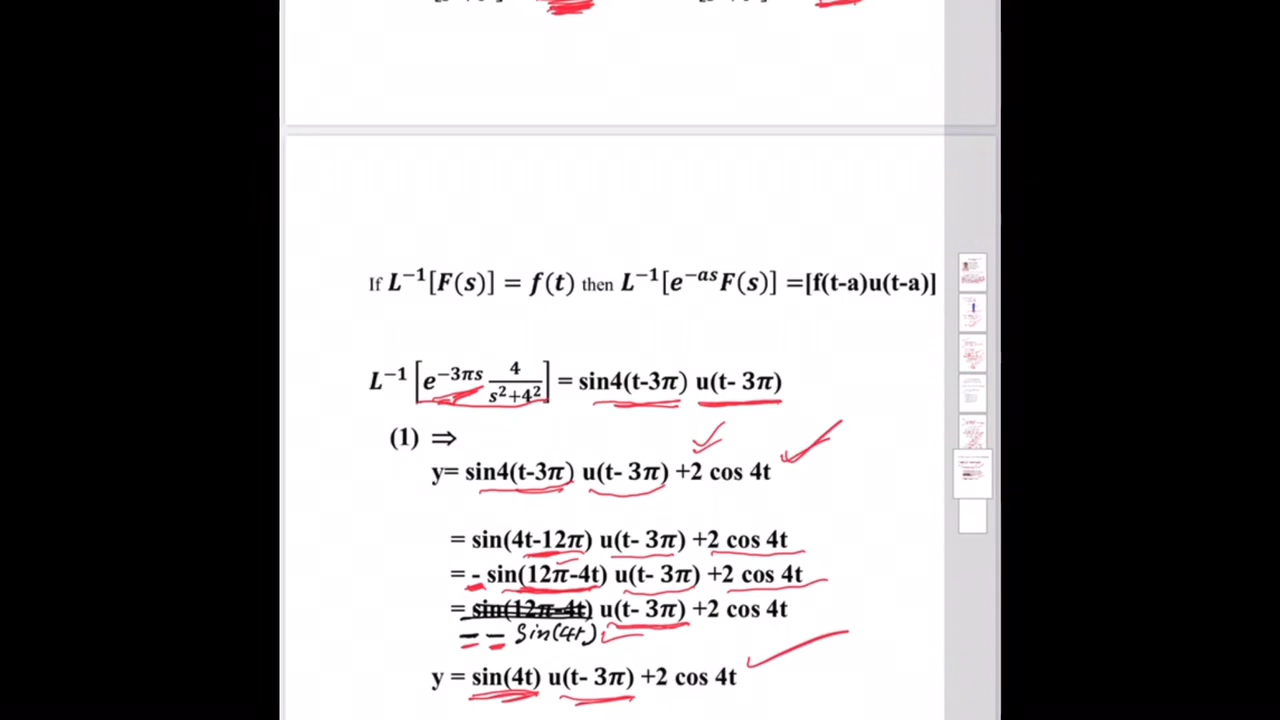 If L⁻¹[F(s)] = f(t) then L⁻¹[e⁻ᵃˢF(s)] =[f(t-a)u(t-a)]
L⁻¹ [e^{−3πs} 4/(s²+4²)] = sin4(t-3π) u(t- 3π)
(1) ⇒
y= sin4(t-3π) u(t- 3π) +2 cos 4t
= sin(4t-12π) u(t- 3π) +2 cos 4t
= - sin(12π-4t) u(t- 3π) +2 cos 4t
= sin(12π-4t) u(t- 3π) +2 cos 4t
– – Sin(4t)
y = sin(4t) u(t- 3π) +2 cos 4t